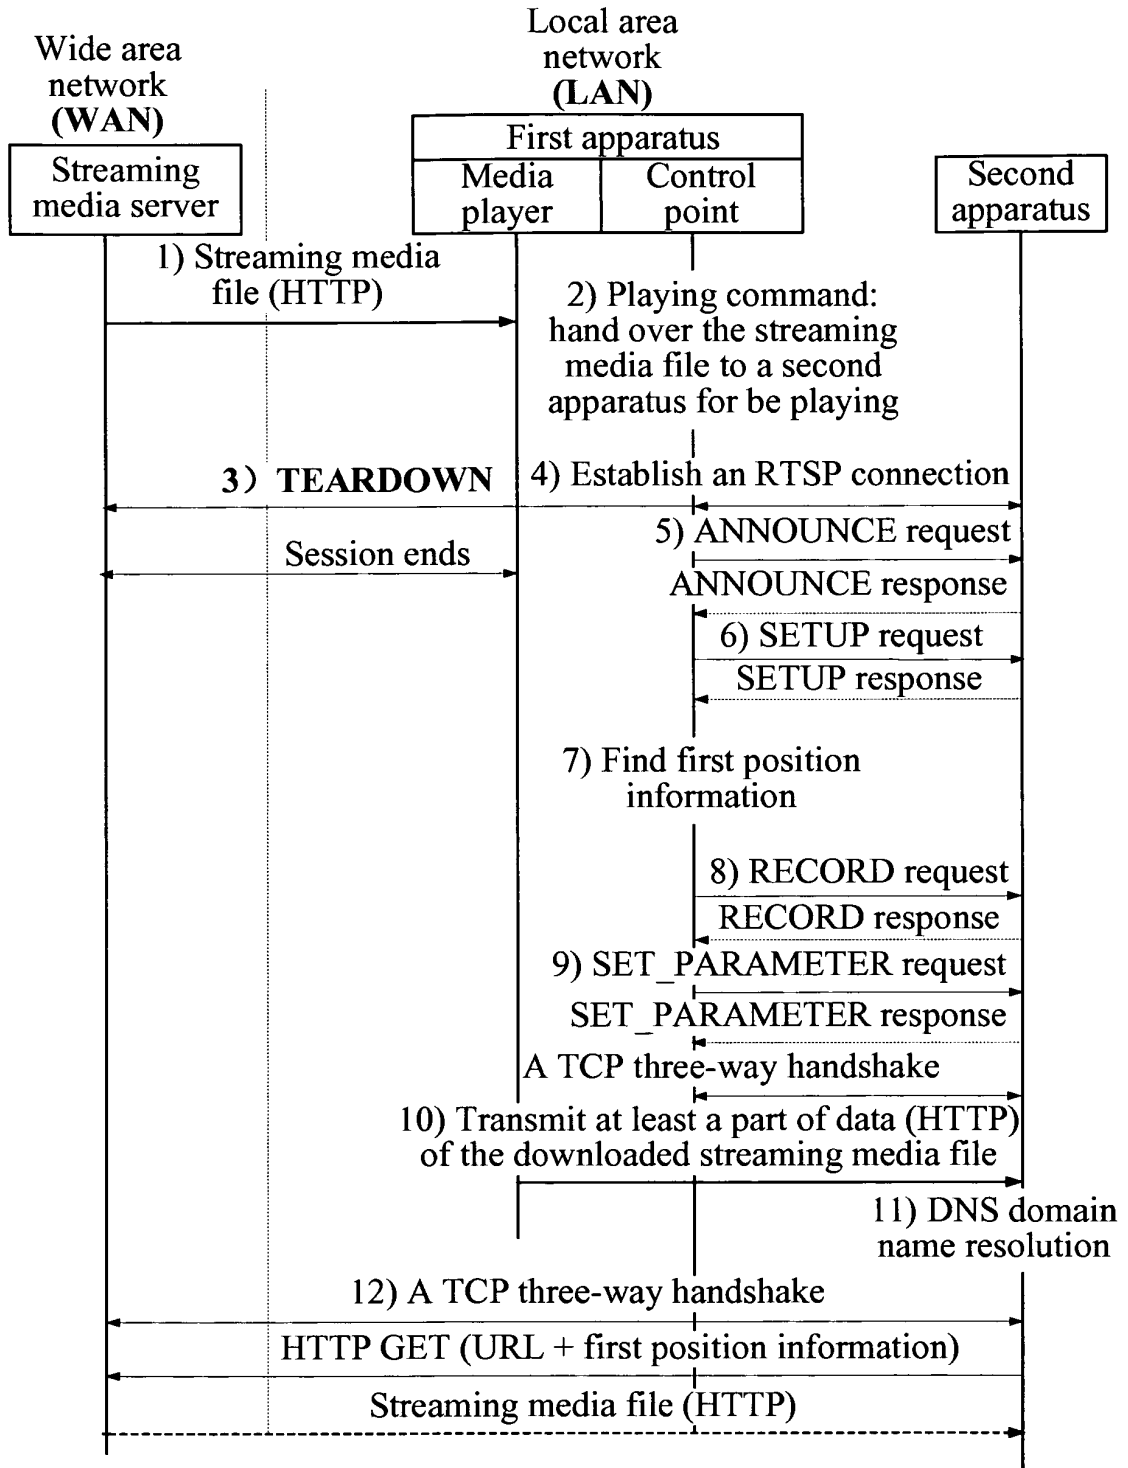 Wide area
network
(WAN)
Local area
network
(LAN)
Streaming
media server
First apparatus
Media
player
Control
point
Second
apparatus
1) Streaming media
file (HTTP)
2) Playing command:
hand over the streaming
media file to a second
apparatus for be playing
3) TEARDOWN
4) Establish an RTSP connection
5) ANNOUNCE request
Session ends
ANNOUNCE response
6) SETUP request
SETUP response
7) Find first position
information
8) RECORD request
RECORD response
9) SET_PARAMETER request
SET_PARAMETER response
A TCP three-way handshake
10) Transmit at least a part of data (HTTP)
of the downloaded streaming media file
11) DNS domain
name resolution
12) A TCP three-way handshake
HTTP GET (URL + first position information)
Streaming media file (HTTP)